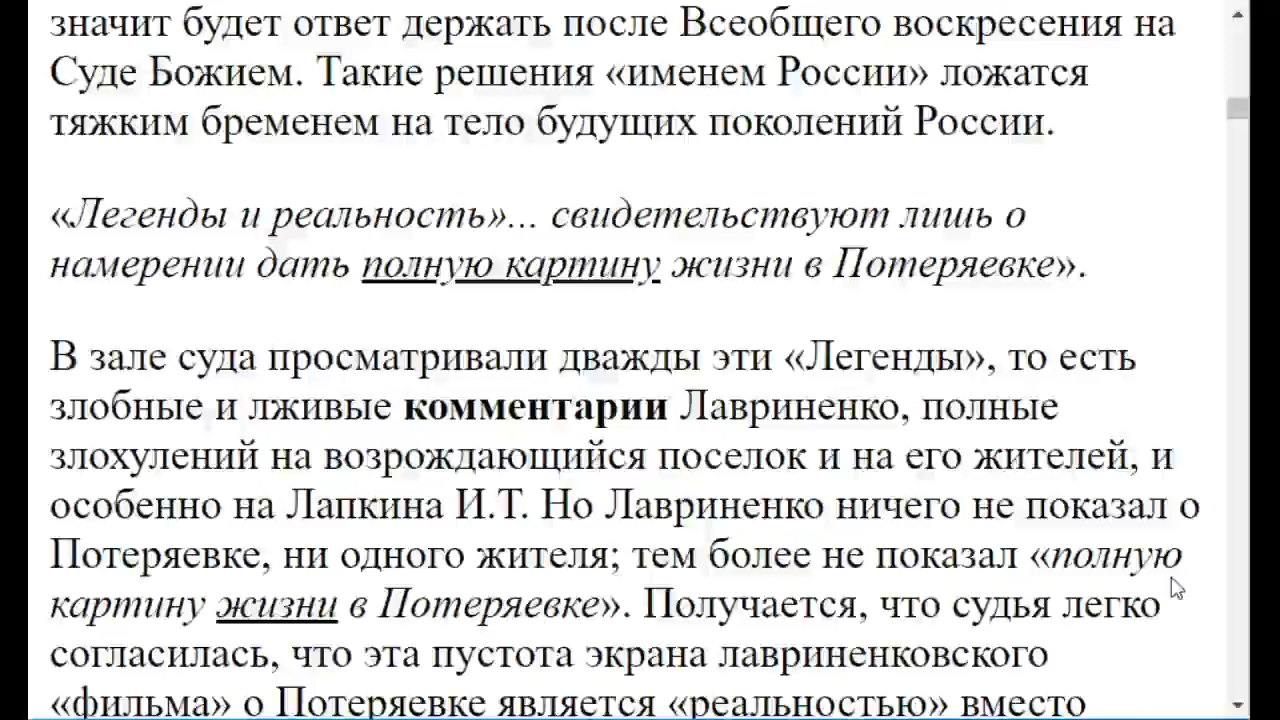 значит будет ответ держать после Всеобщего воскресения на
Суде Божием. Такие решения «именем России» ложатся
тяжким бременем на тело будущих поколений России.
«Легенды и реальность»... свидетельствуют лишь о
намерении дать полную картину жизни в Потеряевке».
В зале суда просматривали дважды эти «Легенды», то есть
злобные и лживые комментарии Лавриненко, полные
злохулений на возрождающийся поселок и на его жителей, и
особенно на Лапкина И.Т. Но Лавриненко ничего не показал о
Потеряевке, ни одного жителя; тем более не показал «полную
картину жизни в Потеряевке». Получается, что судья легко
согласилась, что эта пустота экрана лавриненковского
«фильма» о Потеряевке является «реальностью» вместо